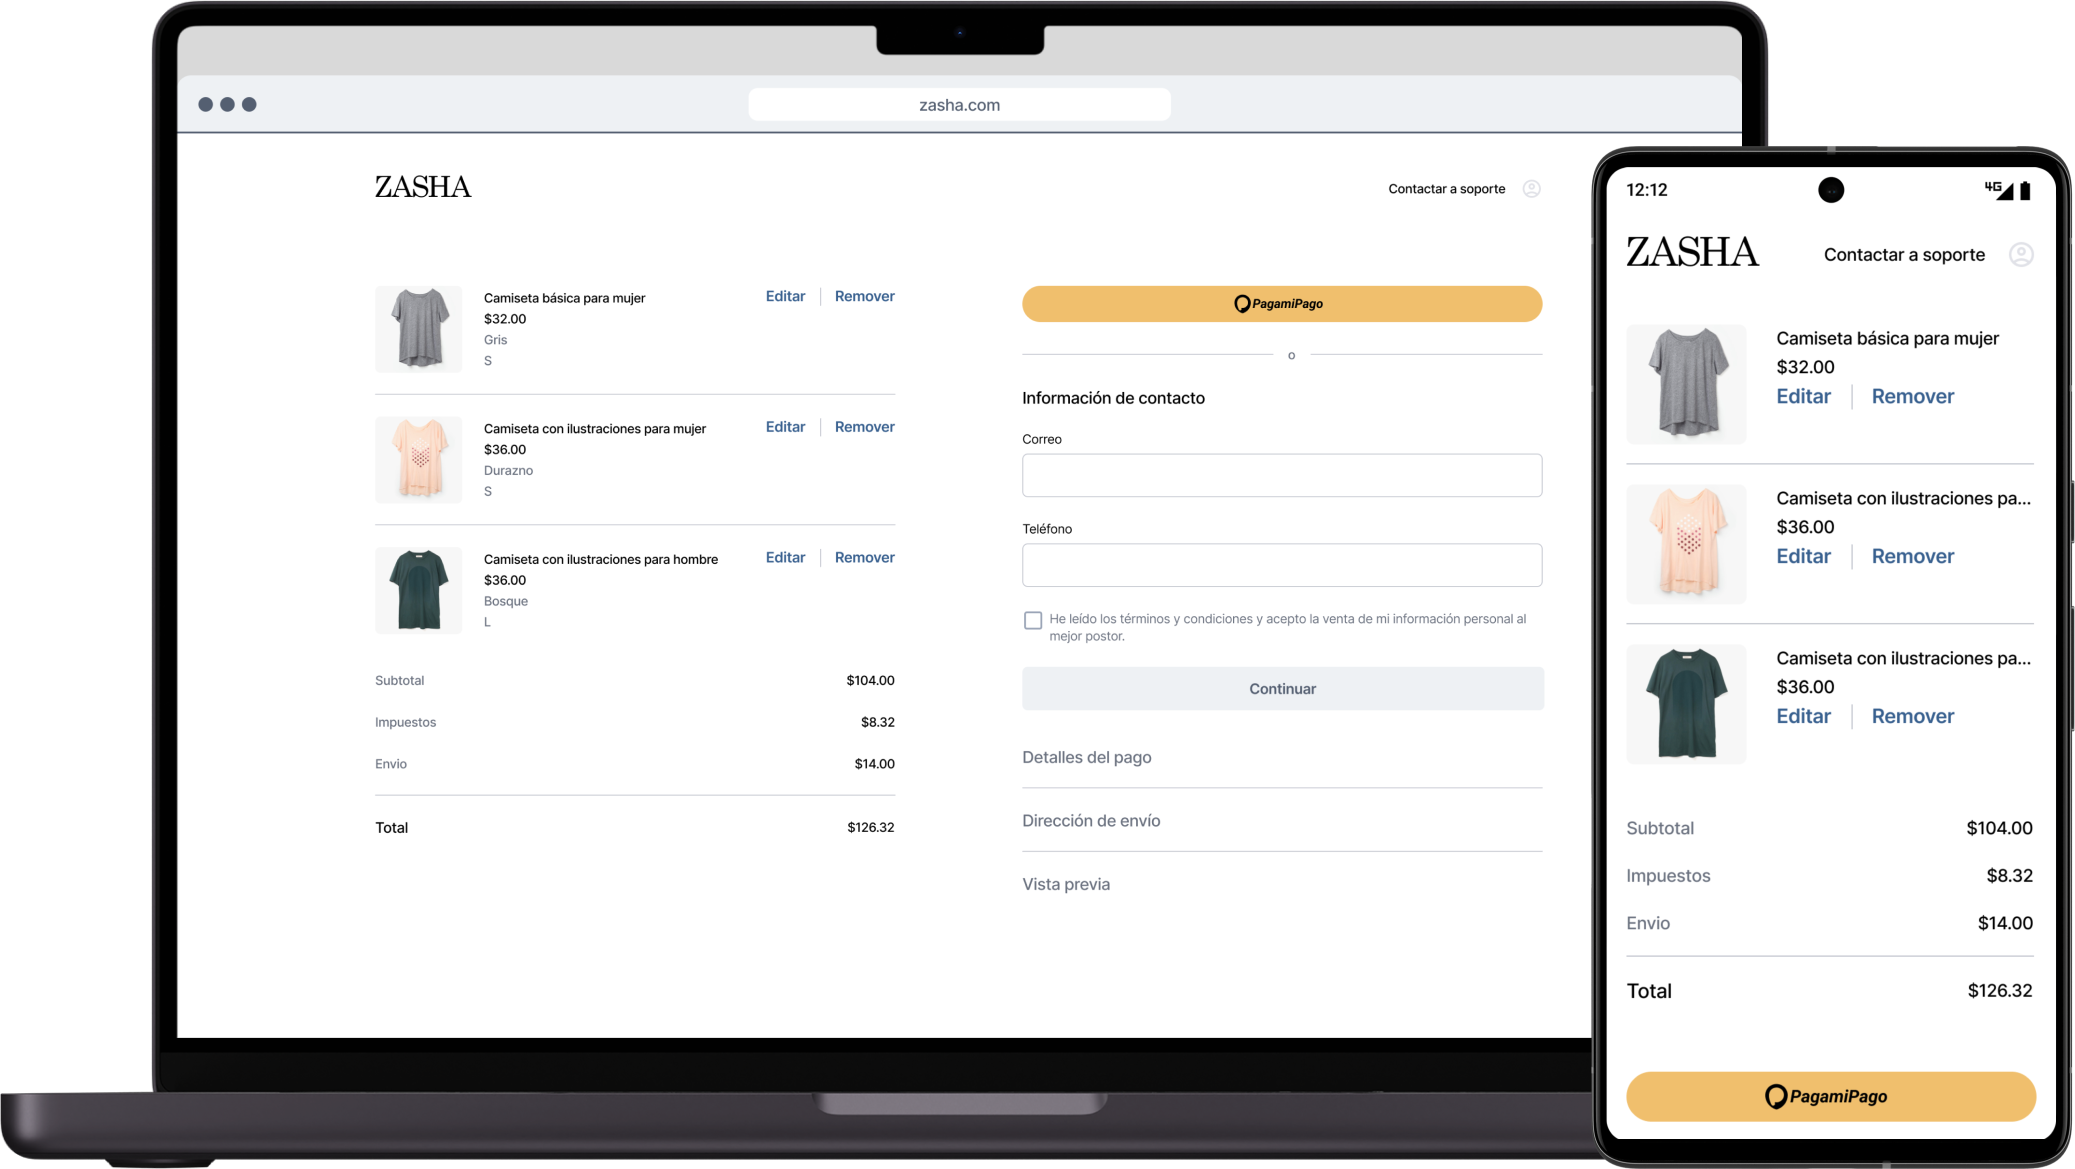 zasha.com
ZASHA
Contactar a soporte
Camiseta básica para mujer
Editar
Remover
$32.00
Gris
S
Camiseta con ilustraciones para mujer
Editar
Remover
$36.00
Durazno
S
Camiseta con ilustraciones para hombre
Editar
Remover
$36.00
Bosque
L
Subtotal $104.00
Impuestos $8.32
Envio $14.00
Total $126.32
PagamiPago
o
Información de contacto
Correo
Teléfono
He leído los términos y condiciones y acepto la venta de mi información personal al
mejor postor.
Continuar
Detalles del pago
Dirección de envío
Vista previa
12:12
4G
ZASHA
Contactar a soporte
Camiseta básica para mujer
$32.00
Editar
Remover
Camiseta con ilustraciones pa...
$36.00
Editar
Remover
Camiseta con ilustraciones pa...
$36.00
Editar
Remover
Subtotal $104.00
Impuestos $8.32
Envio $14.00
Total $126.32
PagamiPago